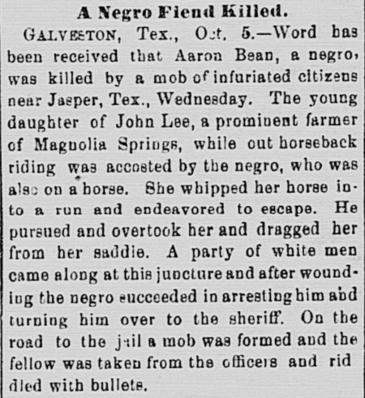 A Negro Fiend Killed.
GALVESTON, Tex., Oct. 5.—Word has
been received that Aaron Bean, a negro,
was killed by a mob of infuriated citizens
near Jasper, Tex., Wednesday. The young
daughter of John Lee, a prominent farmer
of Magnolia Springs, while out horseback
riding was accosted by the negro, who was
also on a horse. She whipped her horse in-
to a run and endeavored to escape. He
pursued and overtook her and dragged her
from her saddle. A party of white men
came along at this juncture and after wound-
ing the negro succeeded in arresting him and
turning him over to the sheriff. On the
road to the jail a mob was formed and the
fellow was taken from the officers and rid
died with bullets.